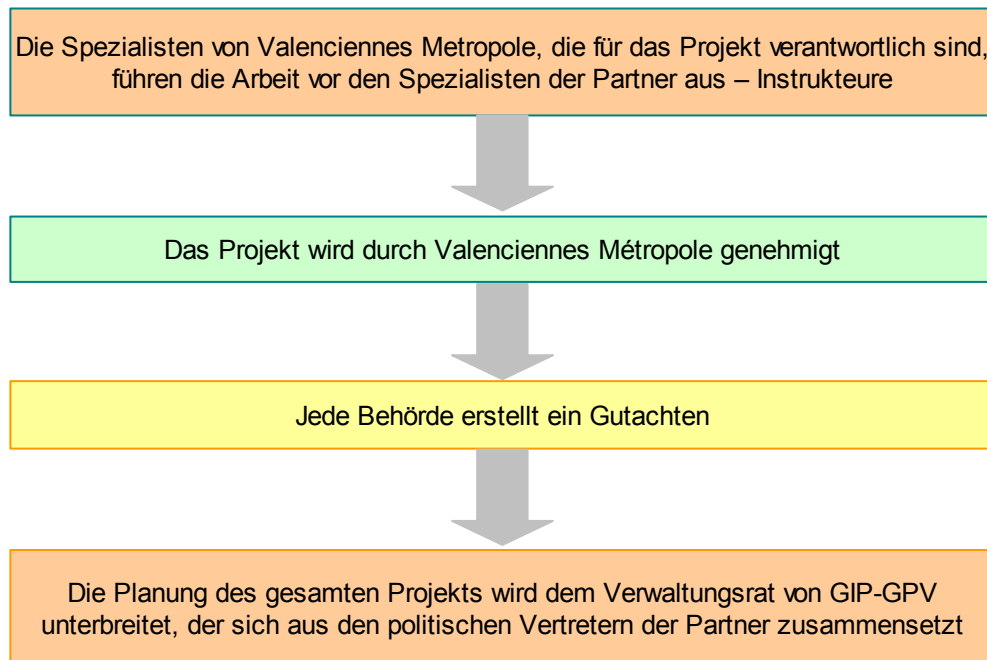 Die Spezialisten von Valenciennes Metropole, die für das Projekt verantwortlich sind,
führen die Arbeit vor den Spezialisten der Partner aus – Instrukteure
Das Projekt wird durch Valenciennes Métropole genehmigt
Jede Behörde erstellt ein Gutachten
Die Planung des gesamten Projekts wird dem Verwaltungsrat von GIP-GPV
unterbreitet, der sich aus den politischen Vertretern der Partner zusammensetzt